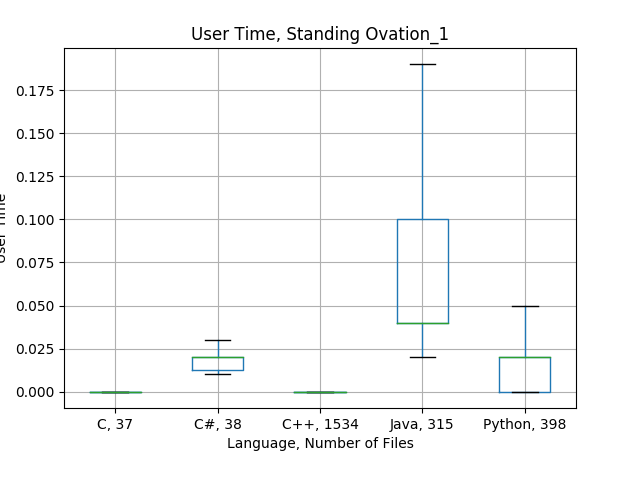 User Time, Standing Ovation_1
0.175
0.150
0.125
0.100
0.075
0.050
0.025
0.000
User Time
C, 37 C#, 38 C++, 1534 Java, 315 Python, 398
Language, Number of Files